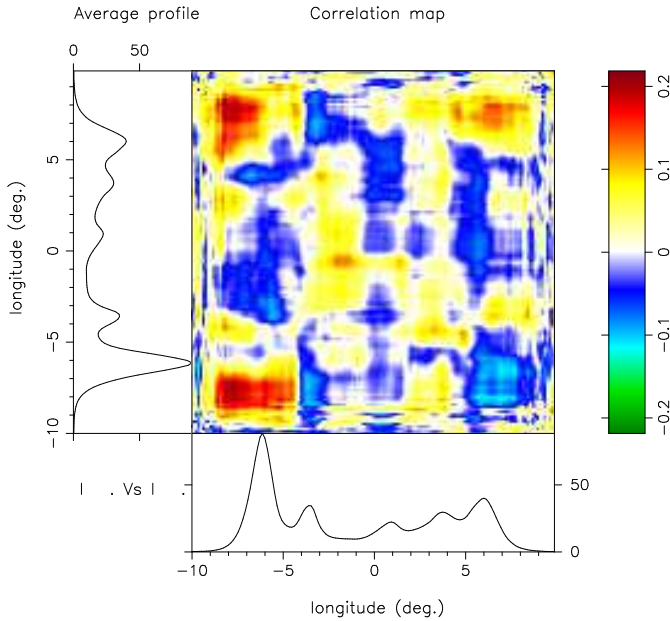 Average profile
Correlation map
0 50
0.2
0.1
0
−0.1
−0.2
5
0
−5
−10
longitude (deg.)
I . Vs I .
50
0
−10 −5 0 5
longitude (deg.)